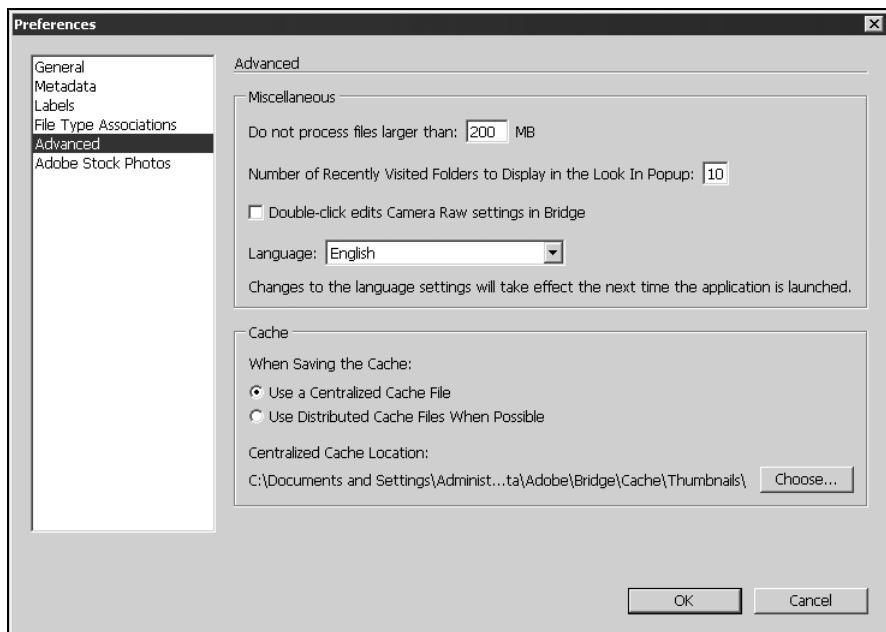 Preferences
General
Metadata
Labels
File Type Associations
Advanced
Adobe Stock Photos
Advanced
Miscellaneous
Do not process files larger than: 200 MB
Number of Recently Visited Folders to Display in the Look In Popup: 10
Double-click edits Camera Raw settings in Bridge
Language: English
Changes to the language settings will take effect the next time the application is launched.
Cache
When Saving the Cache:
Use a Centralized Cache File
Use Distributed Cache Files When Possible
Centralized Cache Location:
C:\Documents and Settings\Administ...ta\Adobe\Bridge\Cache\Thumbnails\ Choose...
OK Cancel